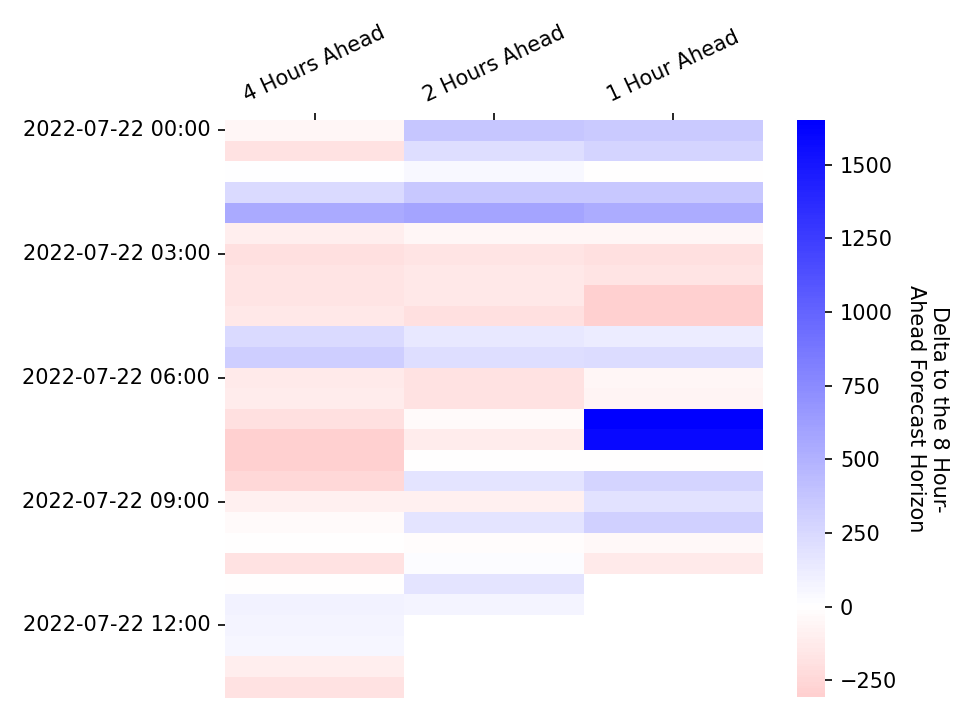 4 Hours Ahead
2 Hours Ahead
1 Hour Ahead
2022-07-22 00:00
2022-07-22 03:00
2022-07-22 06:00
2022-07-22 09:00
2022-07-22 12:00
1500
1250
1000
750
500
250
0
−250
Delta to the 8 Hour-
Ahead Forecast Horizon